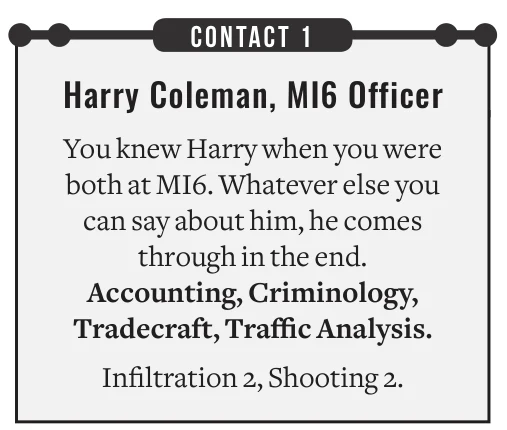 CONTACT 1
Harry Coleman, MI6 Officer
You knew Harry when you were
both at MI6. Whatever else you
can say about him, he comes
through in the end.
Accounting, Criminology,
Tradecraft, Traffic Analysis.
Infiltration 2, Shooting 2.